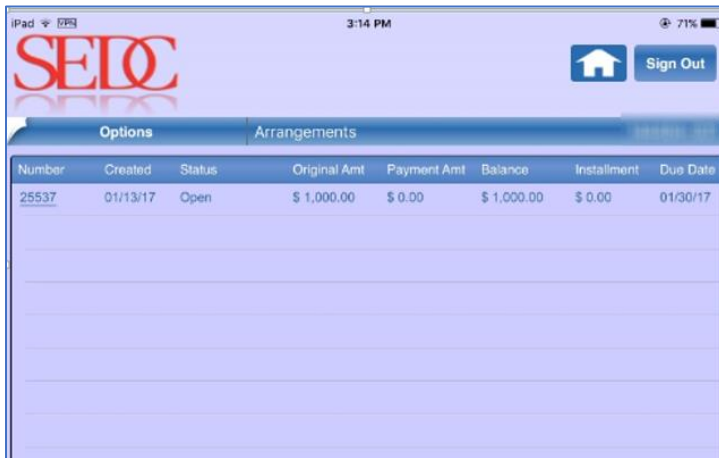 iPad VPN 3:14 PM 71%
SEDC
Sign Out
Options Arrangements
Number Created Status Original Amt Payment Amt Balance Installment Due Date
25537 01/13/17 Open $ 1,000.00 $ 0.00 $ 1,000.00 $ 0.00 01/30/17